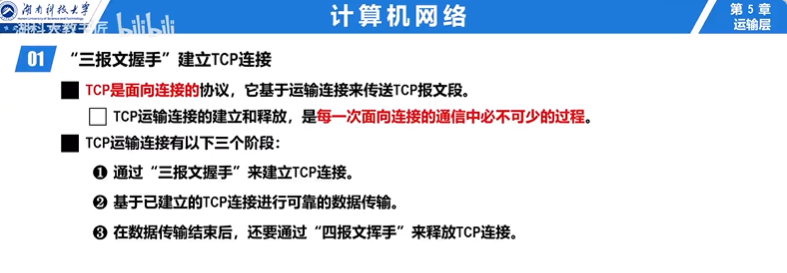 湖南科技大学
计算机网络
第 5 章
运输层
湖科大教书匠 bilibili
01 “三报文握手”建立TCP连接
TCP是面向连接的协议，它基于运输连接来传送TCP报文段。
TCP运输连接的建立和释放，是每一次面向连接的通信中必不可少的过程。
TCP运输连接有以下三个阶段：
❶ 通过“三报文握手”来建立TCP连接。
❷ 基于已建立的TCP连接进行可靠的数据传输。
❸ 在数据传输结束后，还要通过“四报文挥手”来释放TCP连接。